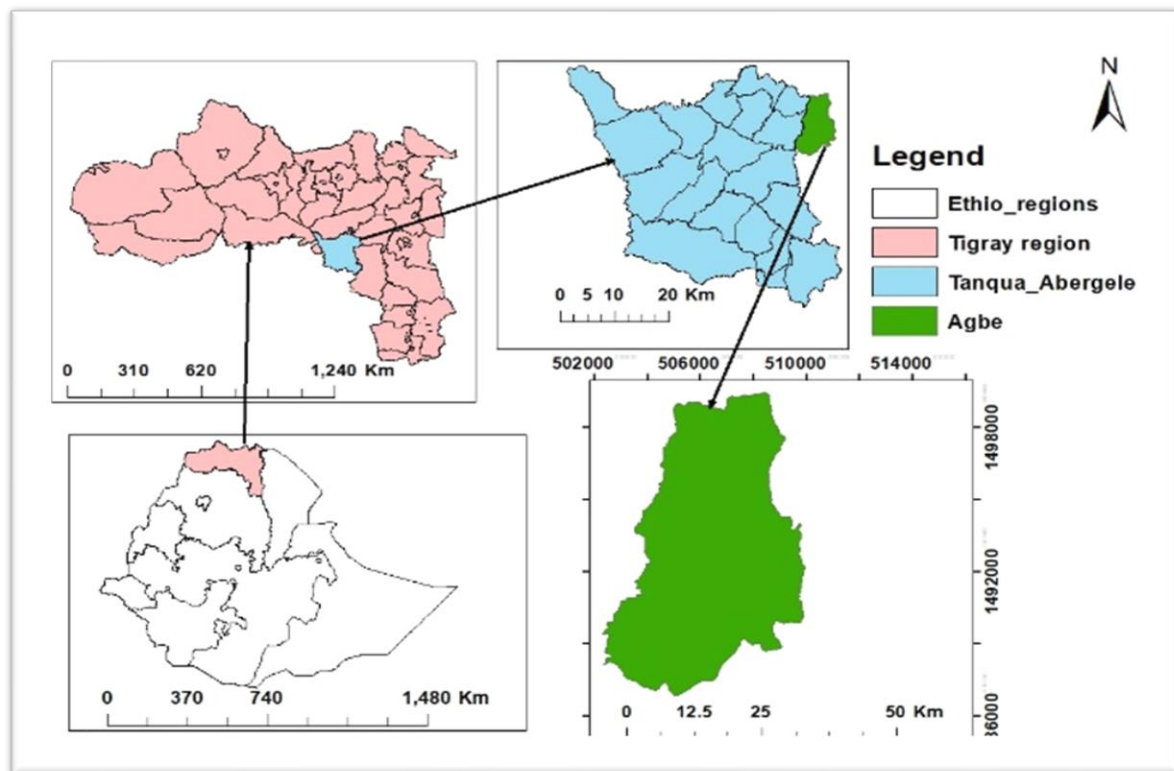 N
Legend
Ethio_regions
Tigray region
Tanqua_Abergele
Agbe
0 310 620 1,240 Km
0 5 10 20 Km
502000 506000 510000 514000
1498000
1492000
0 370 740 1,480 Km
0 12.5 25 50 Km